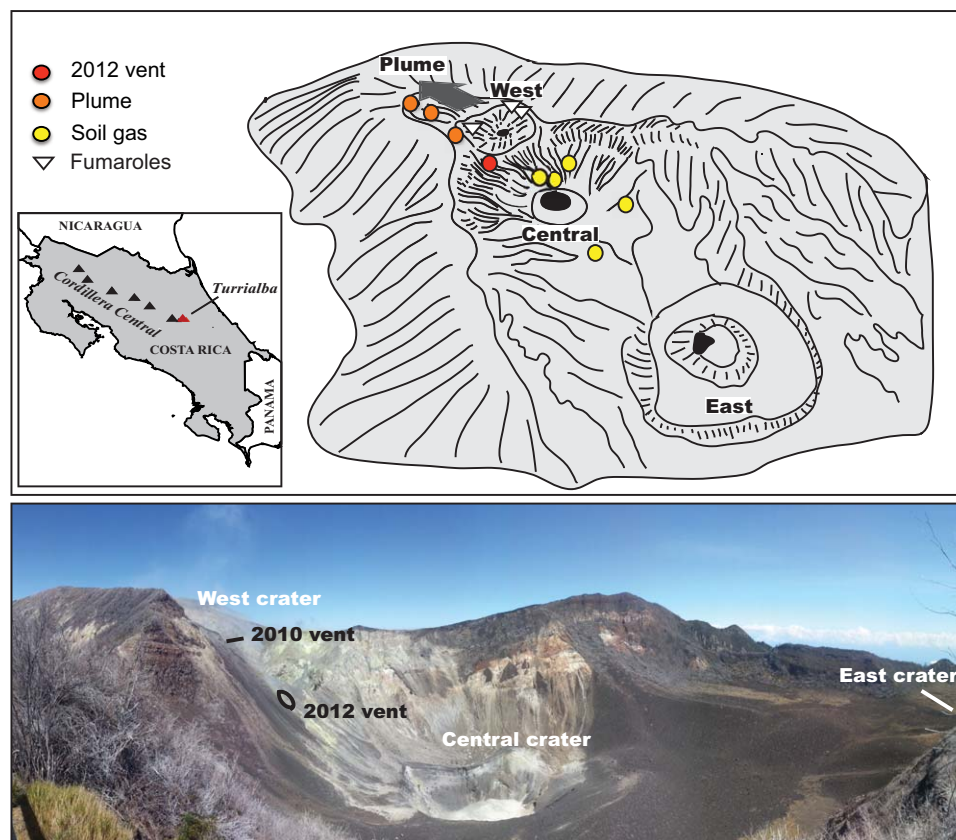 2012 vent
Plume
Soil gas
Fumaroles
Plume
West
Central
East
NICARAGUA
Cordillera Central
Turrialba
COSTA RICA
PANAMA
West crater
2010 vent
2012 vent
Central crater
East crater